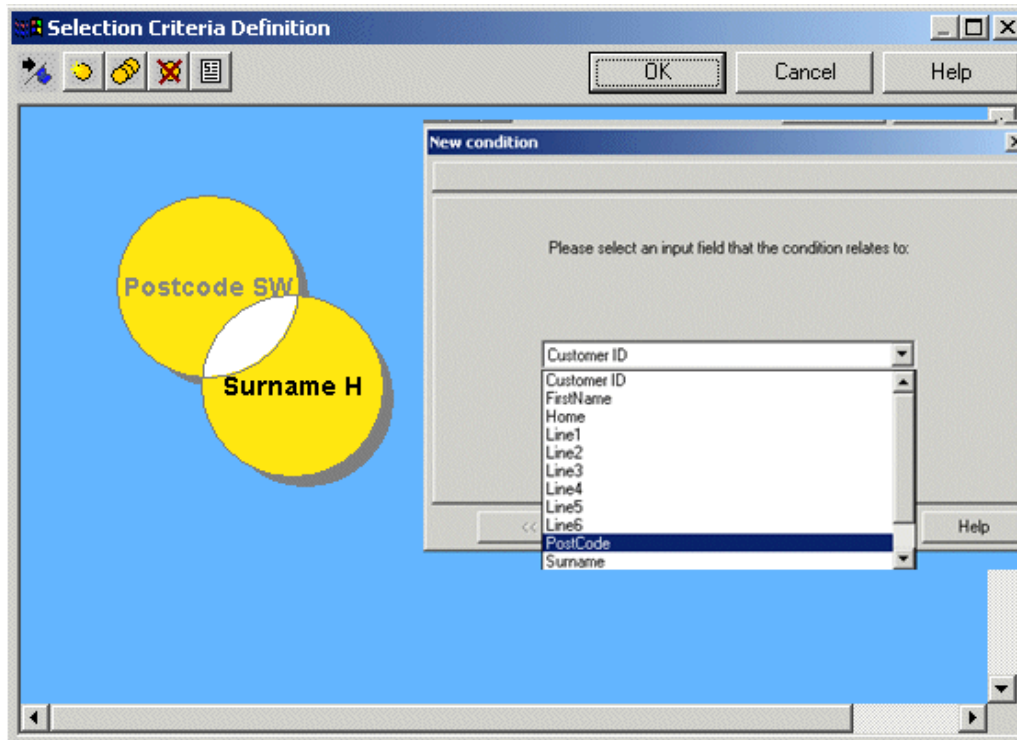 Selection Criteria Definition
OK Cancel Help
New condition
Please select an input field that the condition relates to:
Postcode SW
Surname H
Customer ID
Customer ID
FirstName
Home
Line1
Line2
Line3
Line4
Line5
Line6
PostCode
Surname
<< Help